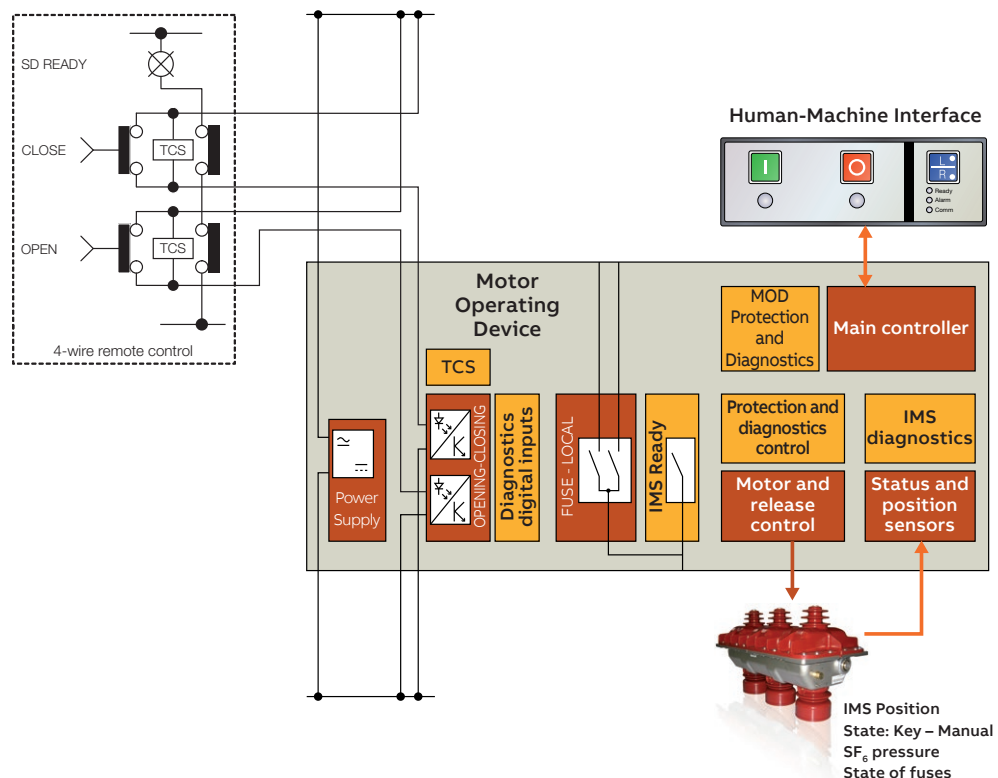 SD READY
CLOSE
TCS
OPEN
TCS
4-wire remote control
Human-Machine Interface
I
O
L
R
Ready
Alarm
Comm
Motor
Operating
Device
TCS
Power
Supply
OPENING-CLOSING
Diagnostics
digital inputs
FUSE - LOCAL
IMS Ready
MOD
Protection
and
Diagnostics
Main controller
Protection and
diagnostics
control
IMS
diagnostics
Motor and
release
control
Status and
position
sensors
IMS Position
State: Key – Manual
SF₆ pressure
State of fuses